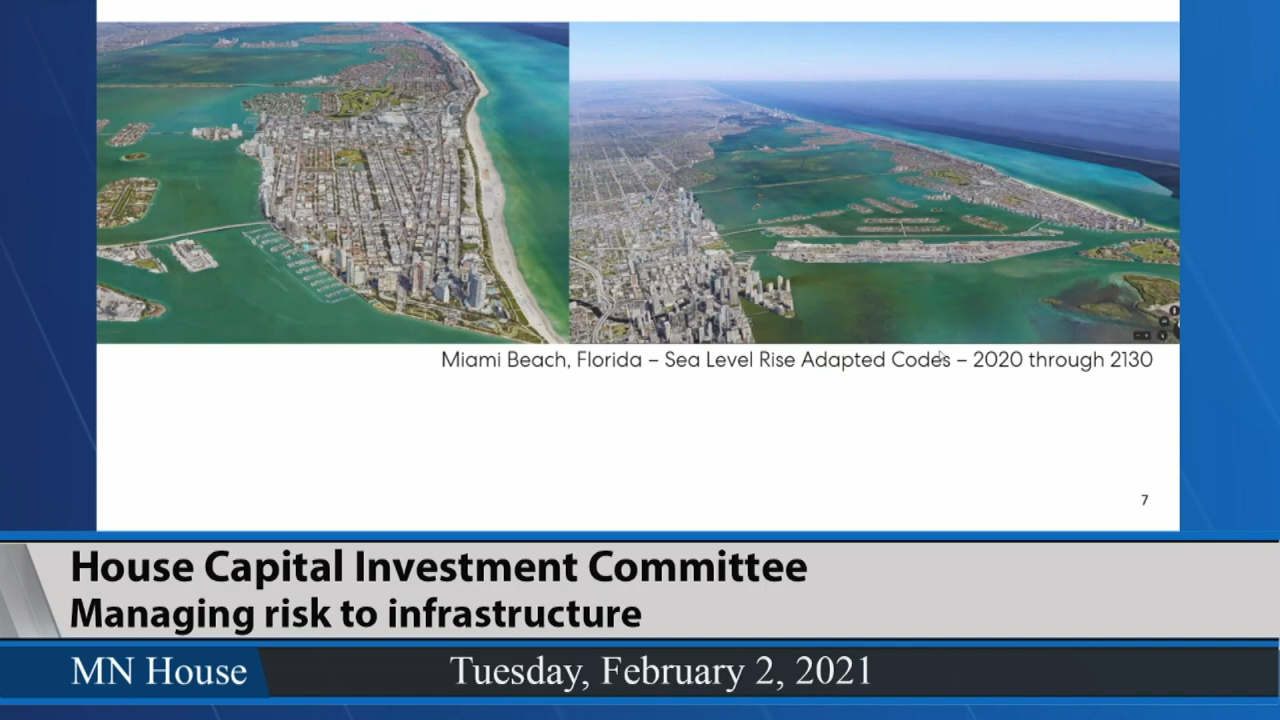 Miami Beach, Florida – Sea Level Rise Adapted Codes – 2020 through 2130
7
House Capital Investment Committee
Managing risk to infrastructure
MN House
Tuesday, February 2, 2021